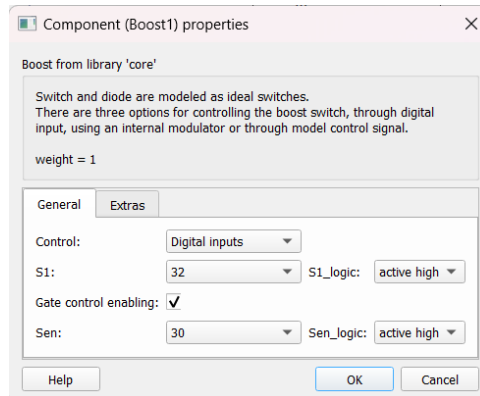 Component (Boost1) properties
Boost from library 'core'
Switch and diode are modeled as ideal switches.
There are three options for controlling the boost switch, through digital
input, using an internal modulator or through model control signal.
weight = 1
General Extras
Control: Digital inputs
S1: 32 S1_logic: active high
Gate control enabling:
Sen: 30 Sen_logic: active high
Help OK Cancel